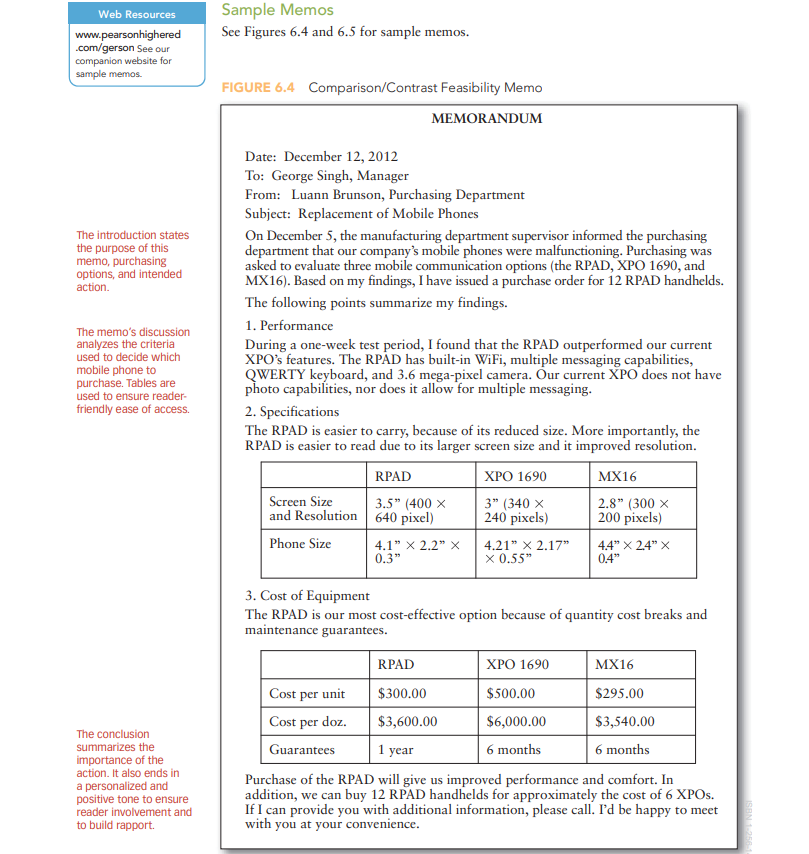 Web Resources
www.pearsonhighered
.com/gerson See our
companion website for
sample memos.
Sample Memos
See Figures 6.4 and 6.5 for sample memos.
FIGURE 6.4 Comparison/Contrast Feasibility Memo
MEMORANDUM
Date: December 12, 2012
To: George Singh, Manager
From: Luann Brunson, Purchasing Department
Subject: Replacement of Mobile Phones
The introduction states
the purpose of this
memo, purchasing
options, and intended
action.
On December 5, the manufacturing department supervisor informed the purchasing
department that our company's mobile phones were malfunctioning. Purchasing was
asked to evaluate three mobile communication options (the RPAD, XPO 1690, and
MX16). Based on my findings, I have issued a purchase order for 12 RPAD handhelds.
The following points summarize my findings.
The memo's discussion
analyzes the criteria
used to decide which
mobile phone to
purchase. Tables are
used to ensure reader-
friendly ease of access.
1. Performance
During a one-week test period, I found that the RPAD outperformed our current
XPO's features. The RPAD has built-in WiFi, multiple messaging capabilities,
QWERTY keyboard, and 3.6 mega-pixel camera. Our current XPO does not have
photo capabilities, nor does it allow for multiple messaging.
2. Specifications
The RPAD is easier to carry, because of its reduced size. More importantly, the
RPAD is easier to read due to its larger screen size and it improved resolution.
RPAD XPO 1690 MX16
Screen Size 3.5” (400 × 3” (340 × 2.8” (300 ×
and Resolution 640 pixel) 240 pixels) 200 pixels)
Phone Size 4.1” × 2.2” × 4.21” × 2.17” 4.4” × 2.4” ×
0.3” × 0.55” 0.4”
3. Cost of Equipment
The RPAD is our most cost-effective option because of quantity cost breaks and
maintenance guarantees.
RPAD XPO 1690 MX16
Cost per unit $300.00 $500.00 $295.00
Cost per doz. $3,600.00 $6,000.00 $3,540.00
Guarantees 1 year 6 months 6 months
The conclusion
summarizes the
importance of the
action. It also ends in
a personalized and
positive tone to ensure
reader involvement and
to build rapport.
Purchase of the RPAD will give us improved performance and comfort. In
addition, we can buy 12 RPAD handhelds for approximately the cost of 6 XPOs.
If I can provide you with additional information, please call. I'd be happy to meet
with you at your convenience.